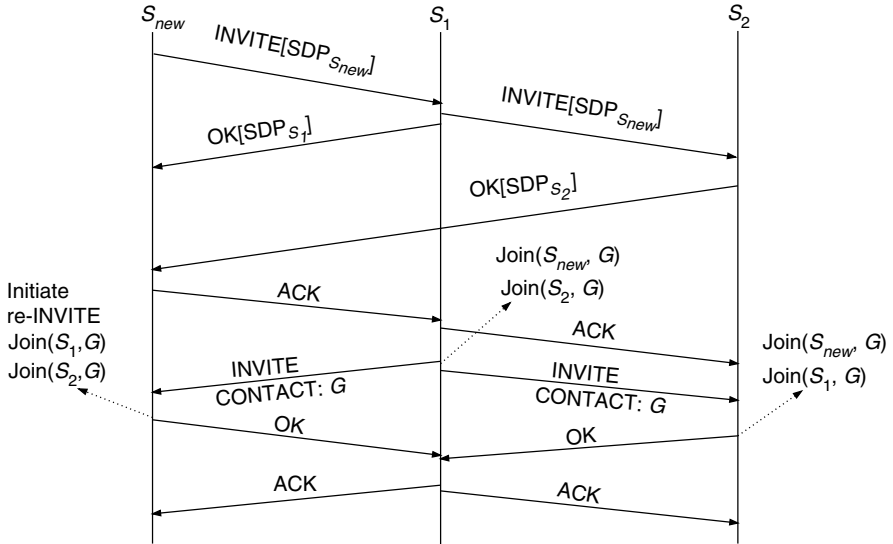 S_new
S_1
S_2
INVITE[SDP_S_new]
INVITE[SDP_S_new]
OK[SDP_S_1]
OK[SDP_S_2]
Join(S_new, G)
Join(S_2, G)
Initiate
re-INVITE
Join(S_1,G)
Join(S_2,G)
ACK
ACK
Join(S_new, G)
Join(S_1, G)
INVITE
CONTACT: G
INVITE
CONTACT: G
OK
OK
ACK
ACK